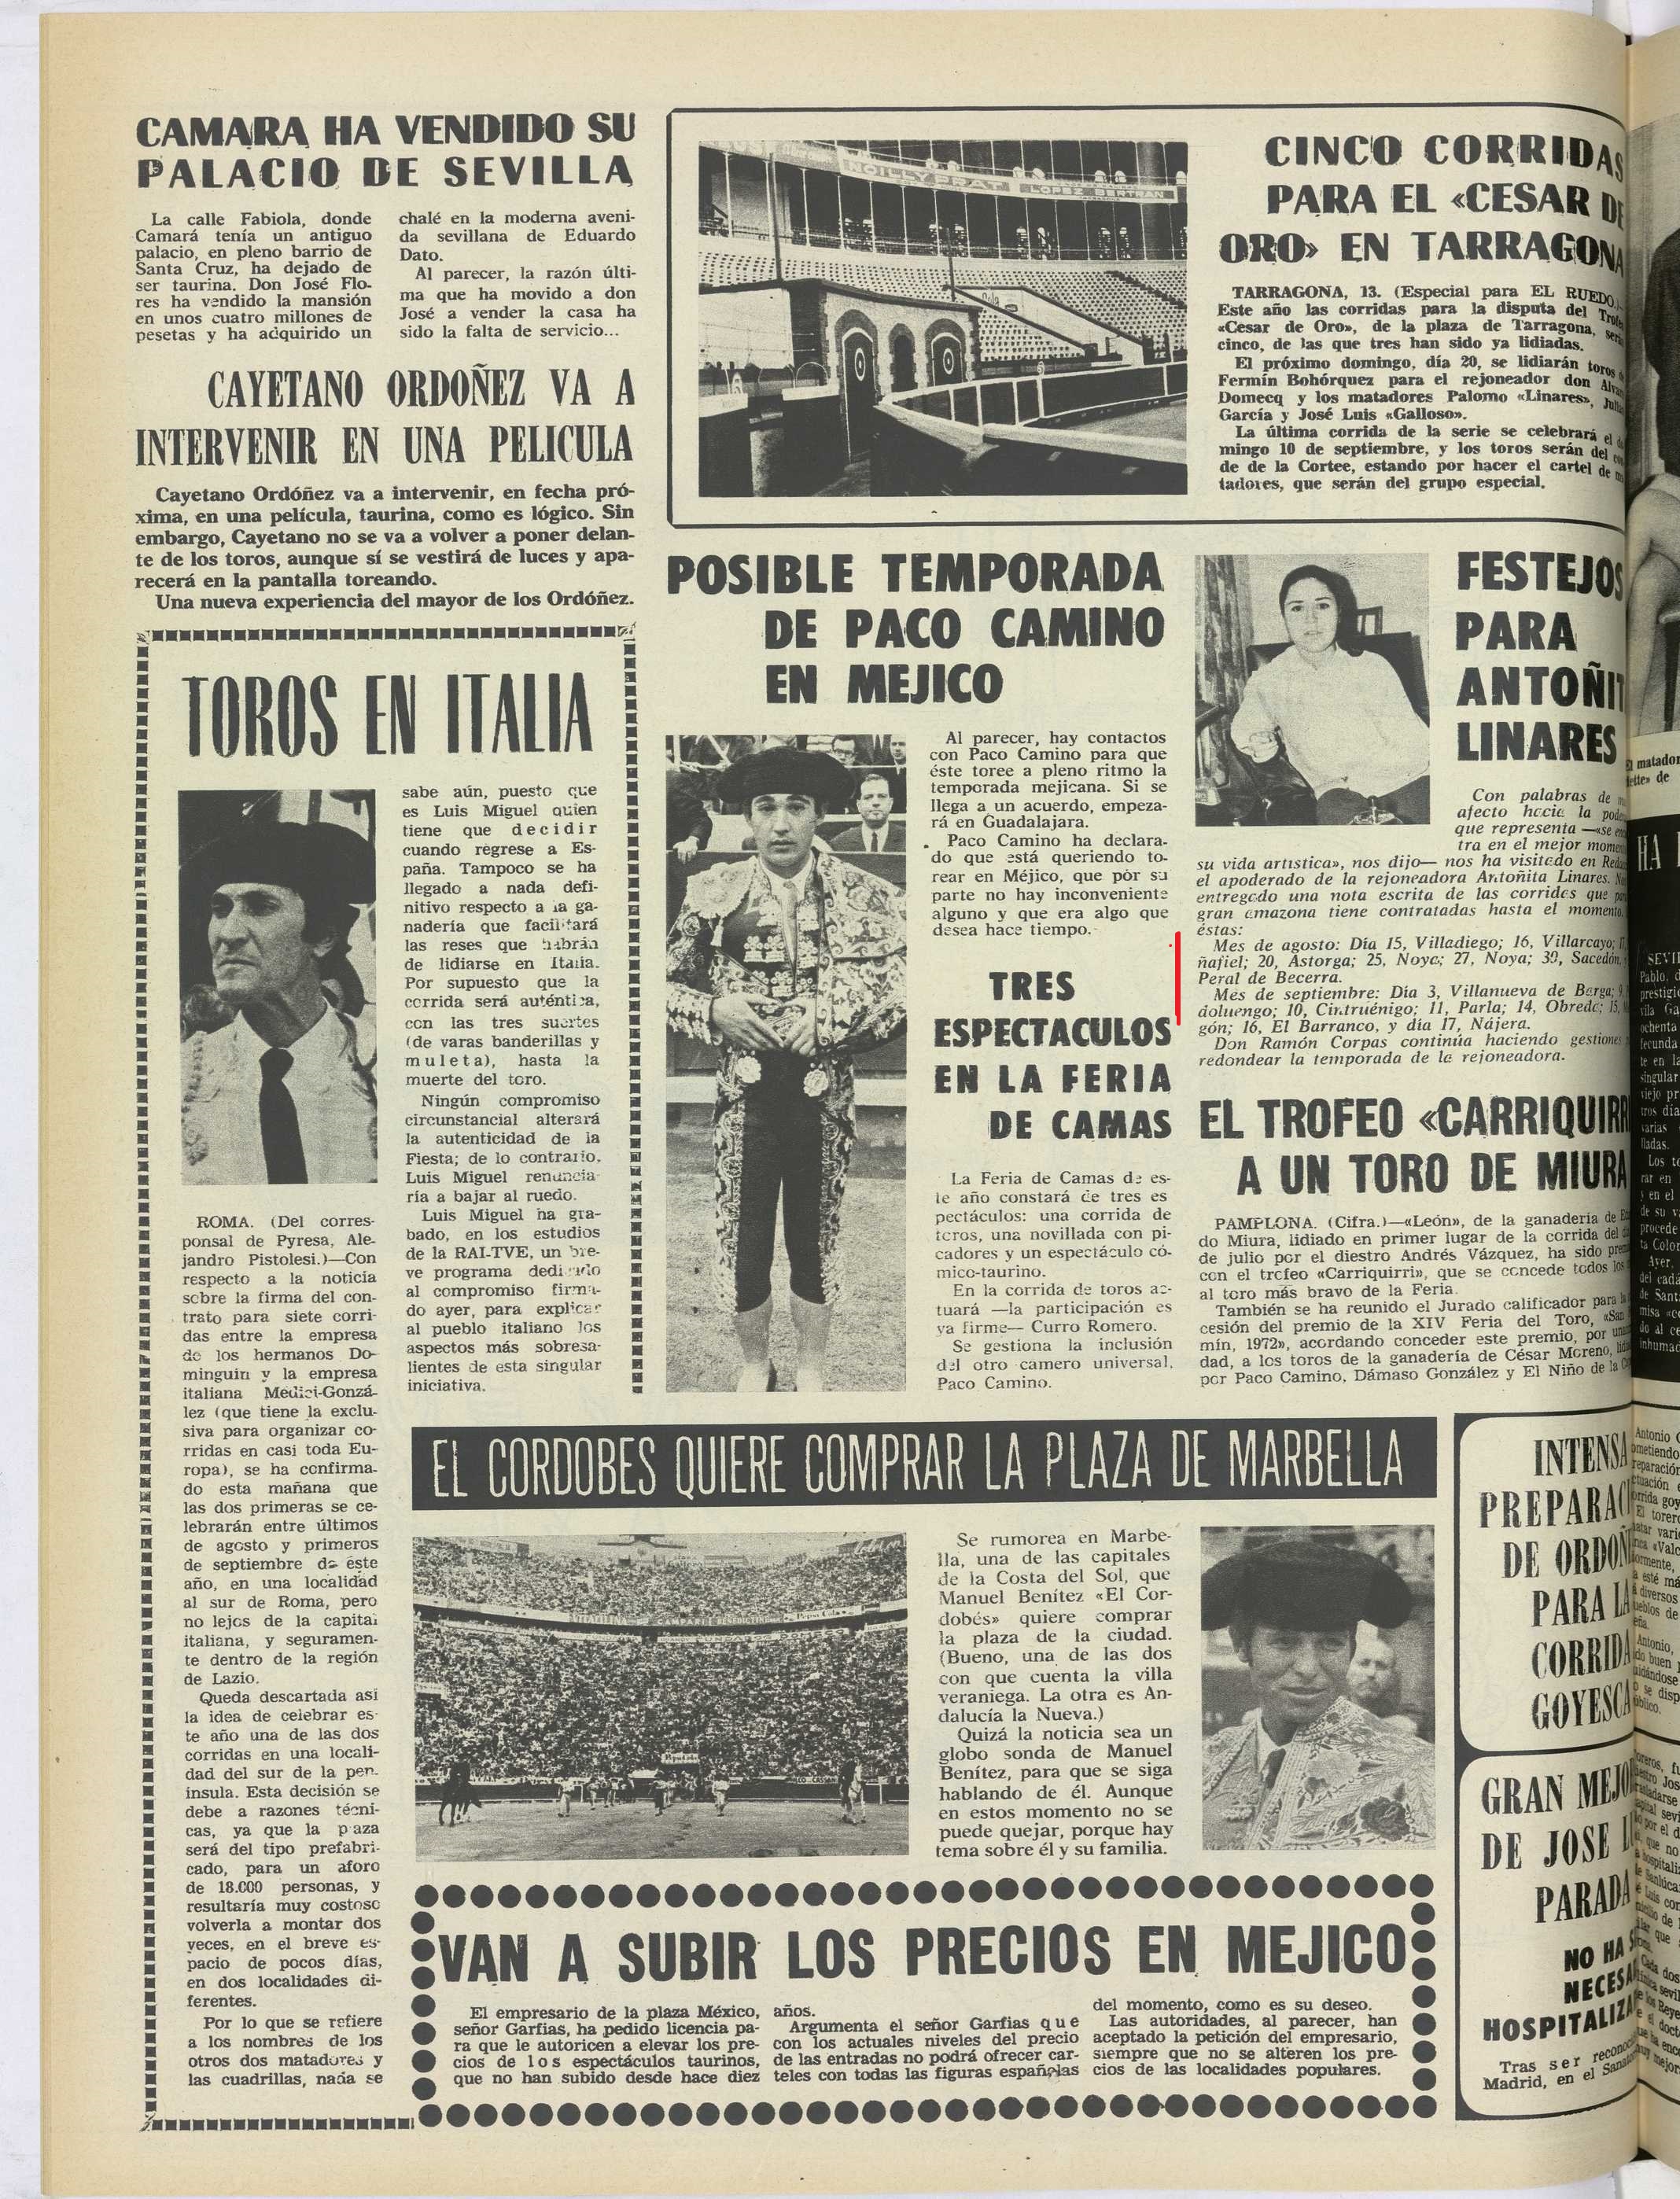 CAMARA HA VENDIDO SU
PALACIO DE SEVILLA
La calle Fabiola, donde
Camará tenía un antiguo
palacio, en pleno barrio de
Santa Cruz, ha dejado de
ser taurina. Don José Flo-
res ha vendido la mansión
en unos cuatro millones de
pesetas y ha adquirido un
chalé en la moderna aveni-
da sevillana de Eduardo
Dato.
Al parecer, la razón últi-
ma que ha movido a don
José a vender la casa ha
sido la falta de servicio...
CAYETANO ORDOÑEZ VA A
INTERVENIR EN UNA PELICULA
Cayetano Ordóñez va a intervenir, en fecha pró-
xima, en una película, taurina, como es lógico. Sin
embargo, Cayetano no se va a volver a poner delan-
te de los toros, aunque sí se vestirá de luces y apa-
recerá en la pantalla toreando.
Una nueva experiencia del mayor de los Ordóñez.
TOROS EN ITALIA
ROMA. (Del corres-
ponsal de Pyresa, Ale-
jandro Pistolesi.)—Con
respecto a la noticia
sobre la firma del con-
trato para siete corri-
das entre la empresa
de los hermanos Do-
minguín y la empresa
italiana Medici-Gonzá-
lez (que tiene la exclu-
siva para organizar co-
rridas en casi toda Eu-
ropa), se ha confirma-
do esta mañana que
las dos primeras se ce-
lebrarán entre últimos
de agosto y primeros
de septiembre de este
año, en una localidad
al sur de Roma, pero
no lejos de la capital
italiana, y seguramen-
te dentro de la región
de Lazio.
Queda descartada así
la idea de celebrar es-
te año una de las dos
corridas en una locali-
dad del sur de la pen-
ínsula. Esta decisión se
debe a razones técni-
cas, ya que la plaza
será del tipo prefabri-
cado, para un aforo
de 18.000 personas, y
resultaría muy costoso
volverla a montar dos
veces, en el breve es-
pacio de pocos días,
en dos localidades di-
ferentes.
Por lo que se refiere
a los nombres de los
otros dos matadores y
las cuadrillas, nada se
sabe aún, puesto que
es Luis Miguel quien
tiene que decidir
cuando regrese a Es-
paña. Tampoco se ha
llegado a nada defi-
nitivo respecto a la ga-
nadería que facilitará
las reses que habrán
de lidiarse en Italia.
Por supuesto que la
corrida será auténtica,
con las tres suertes
(de varas banderillas y
muleta), hasta la
muerte del toro.
Ningún compromiso
circunstancial alterará
la autenticidad de la
Fiesta; de lo contrario,
Luis Miguel renuncia-
ría a bajar al ruedo.
Luis Miguel ha gra-
bado, en los estudios
de la RAI-TVE, un bre-
ve programa dedicado
al compromiso firma-
do ayer, para explicar
al pueblo italiano los
aspectos más sobresa-
lientes de esta singular
iniciativa.
NOILLY PRAT
LOPEZ BERTRAN
CINCO CORRIDAS
PARA EL «CESAR DE
ORO» EN TARRAGONA
TARRAGONA, 13. (Especial para EL RUEDO.)
Este año las corridas para la disputa del Trofeo
«Cesar de Oro», de la plaza de Tarragona, serán
cinco, de las que tres han sido ya lidiadas.
El próximo domingo, día 20, se lidiarán toros
Fermín Bohórquez para el rejoneador don Alvaro
Domecq y los matadores Palomo «Linares», Julián
García y José Luis «Galloso».
La última corrida de la serie se celebrará el
mingo 10 de septiembre, y los toros serán del
de de la Cortee, estando por hacer el cartel de
tadores, que serán del grupo especial.
POSIBLE TEMPORADA
DE PACO CAMINO
EN MEJICO
Al parecer, hay contactos
con Paco Camino para que
éste toree a pleno ritmo la
temporada mejicana. Si se
llega a un acuerdo, empeza-
rá en Guadalajara.
Paco Camino ha declara-
do que está queriendo to-
rear en Méjico, que por su
parte no hay inconveniente
alguno y que era algo que
desea hace tiempo.
TRES
ESPECTACULOS
EN LA FERIA
DE CAMAS
La Feria de Camas de es-
te año constará de tres es
pectáculos: una corrida de
toros, una novillada con pi-
cadores y un espectáculo có-
mico-taurino.
En la corrida de toros ac-
tuará —la participación es
ya firme— Curro Romero.
Se gestiona la inclusión
del otro camero universal,
Paco Camino.
FESTEJOS
PARA
ANTOÑIT
LINARES
Con palabras de
afecto hacia la
que representa —«se
tra en el mejor momen
su vida artística», nos dijo— nos ha visitado en
el apoderado de la rejoneadora Antoñita Linares.
entregado una nota escrita de las corridas que
gran amazona tiene contratadas hasta el momento.
éstas:
Mes de agosto: Día 15, Villadiego; 16, Villarcayo;
ñafiel; 20, Astorga; 25, Noya; 27, Noya; 30, Sacedón,
Peral de Becerra.
Mes de septiembre: Día 3, Villanueva de Barga; 9,
doluengo; 10, Cintruénigo; 11, Parla; 14, Obreda; 15,
gón; 16, El Barranco, y día 17, Nájera.
Don Ramón Corpas continúa haciendo gestiones
redondear la temporada de la rejoneadora.
EL TROFEO «CARRIQUIRR
A UN TORO DE MIURA
PAMPLONA. (Cifra.)—«León», de la ganadería de
do Miura, lidiado en primer lugar de la corrida del
de julio por el diestro Andrés Vázquez, ha sido
con el trofeo «Carriquirri», que se concede todos los
al toro más bravo de la Feria.
También se ha reunido el Jurado calificador para
cesión del premio de la XIV Feria del Toro, «San
mín, 1972», acordando conceder este premio, por
dad, a los toros de la ganadería de César Moreno,
por Paco Camino, Dámaso González y El Niño de la
EL CORDOBES QUIERE COMPRAR LA PLAZA DE MARBELLA
Se rumorea en Marbe-
lla, una de las capitales
de la Costa del Sol, que
Manuel Benítez «El Cor-
dobés» quiere comprar
la plaza de la ciudad.
(Bueno, una de las dos
con que cuenta la villa
veraniega. La otra es An-
dalucía la Nueva.)
Quizá la noticia sea un
globo sonda de Manuel
Benítez, para que se siga
hablando de él. Aunque
en estos momento no se
puede quejar, porque hay
tema sobre él y su familia.
VAN A SUBIR LOS PRECIOS EN MEJICO
El empresario de la plaza México,
señor Garfias, ha pedido licencia pa-
ra que le autoricen a elevar los pre-
cios de los espectáculos taurinos,
que no han subido desde hace diez
años.
Argumenta el señor Garfias que
con los actuales niveles del precio
de las entradas no podrá ofrecer car-
teles con todas las figuras españolas
del momento, como es su deseo.
Las autoridades, al parecer, han
aceptado la petición del empresario,
siempre que no se alteren los pre-
cios de las localidades populares.
INTENSA
PREPARACI
DE ORDOÑ
PARA LA
CORRIDA
GOYESCA
GRAN MEJO
DE JOSE L
PARADA
NO HA
NECESA
HOSPITALIZA
Tras ser
Madrid, en el